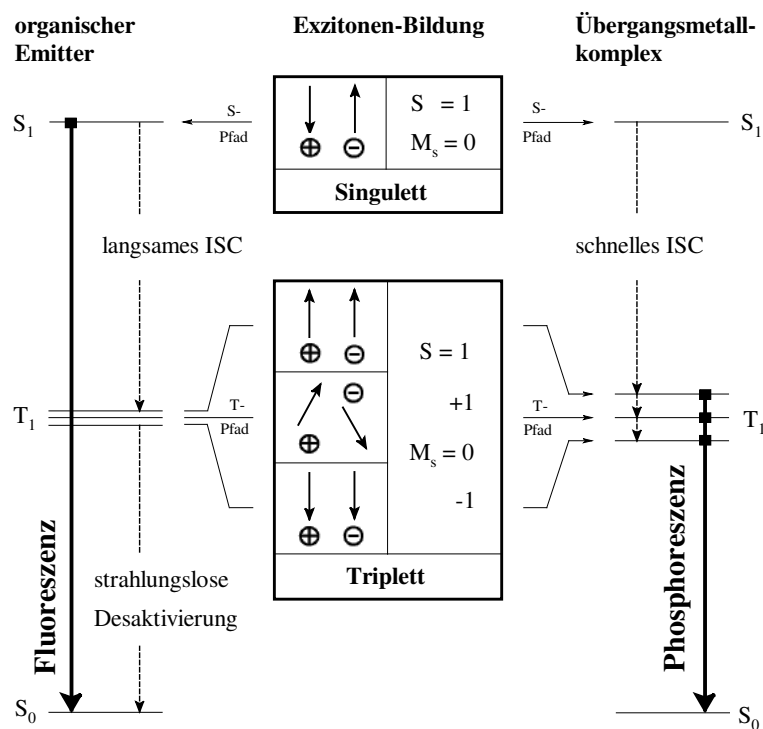 organischer
Emitter
Exzitonen-Bildung
Übergangsmetall-
komplex
S₁
S-
Pfad
S = 1
Mₛ = 0
Singulett
S-
Pfad
S₁
langsames ISC
schnelles ISC
T₁
T-
Pfad
S = 1
+1
Mₛ = 0
-1
Triplett
T-
Pfad
T₁
Fluoreszenz
strahlungslose
Desaktivierung
Phosphoreszenz
S₀
S₀